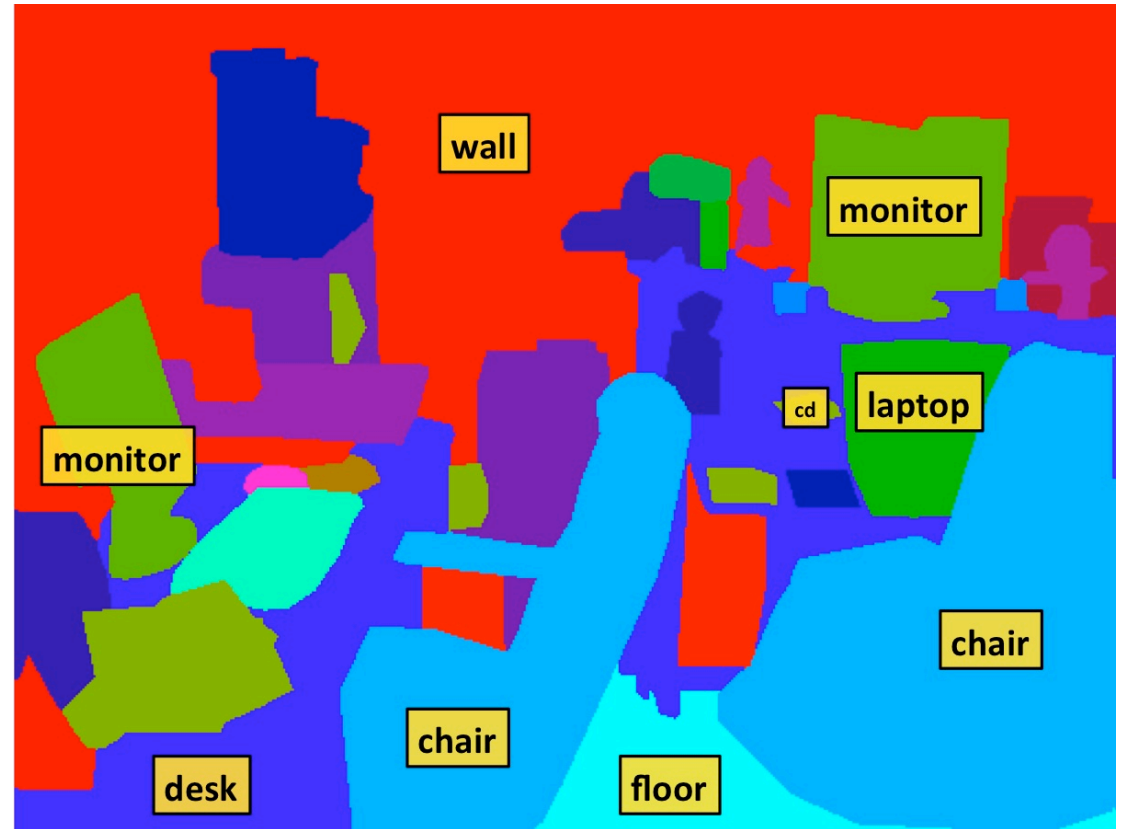 wall
monitor
cd
laptop
monitor
chair
chair
desk
floor